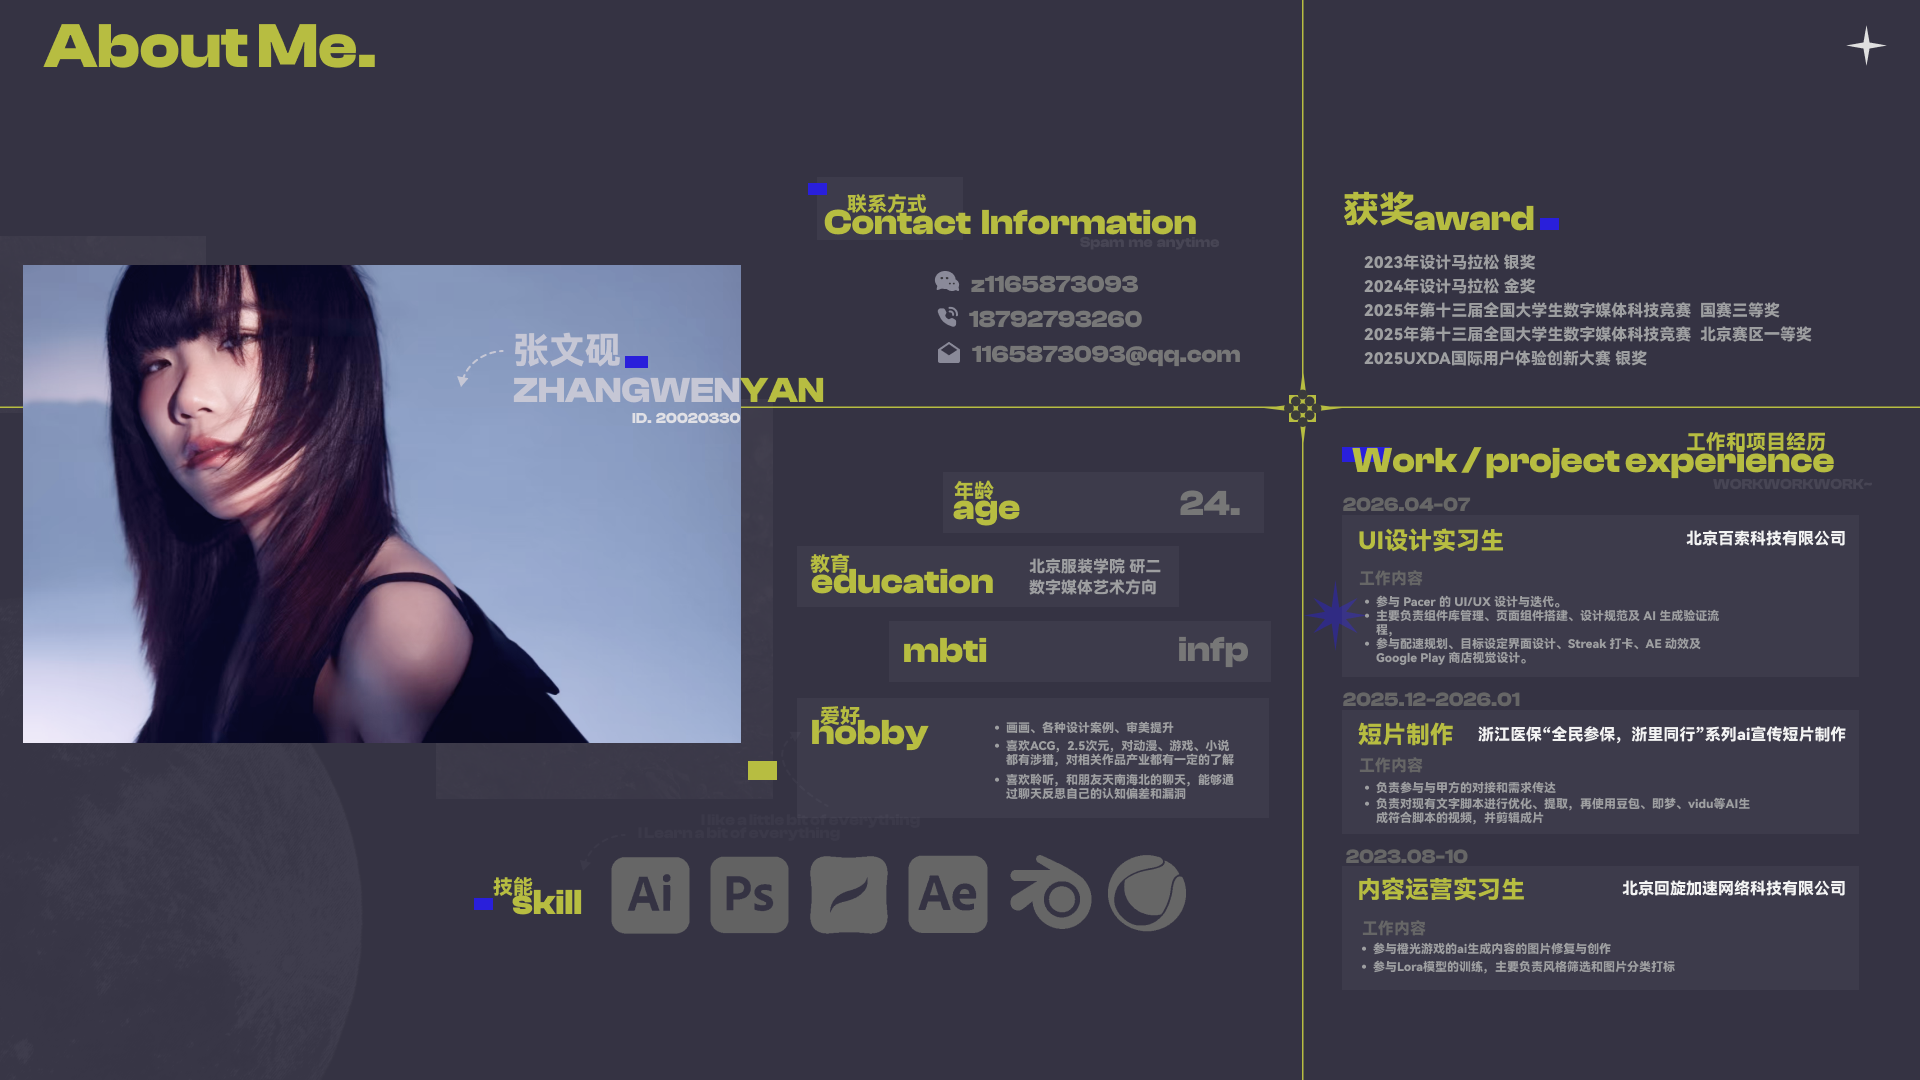 About Me.
张文砚
ZHANGWENYAN
ID. 20020330
联系方式
Contact Information
Spam me anytime
z1165873093
18792793260
1165873093@qq.com
获奖award
2023年设计马拉松 银奖
2024年设计马拉松 金奖
2025年第十三届全国大学生数字媒体科技竞赛 国赛三等奖
2025年第十三届全国大学生数字媒体科技竞赛 北京赛区一等奖
2025UXDA国际用户体验创新大赛 银奖
年龄
age
24.
教育
education
北京服装学院 研二
数字媒体艺术方向
mbti
infp
爱好
hobby
• 画画、各种设计案例、审美提升
• 喜欢ACG，2.5次元，对动漫、游戏、小说
都有涉猎，对相关作品产业都有一定的了解
• 喜欢聆听，和朋友天南海北的聊天，能够通
过聊天反思自己的认知偏差和漏洞
I like a little bit of everything
I Learn a bit of everything
技能
skill
Ai
Ps
Ae
工作和项目经历
Work / project experience
WORKWORKWORK~
2026.04-07
UI设计实习生
北京百索科技有限公司
工作内容
• 参与 Pacer 的 UI/UX 设计与迭代。
• 主要负责组件库管理、页面组件搭建、设计规范及 AI 生成验证流
程，
• 参与配速规划、目标设定界面设计、Streak 打卡、AE 动效及
Google Play 商店视觉设计。
2025.12-2026.01
短片制作
浙江医保“全民参保，浙里同行”系列ai宣传短片制作
工作内容
• 负责参与与甲方的对接和需求传达
• 负责对现有文字脚本进行优化、提取，再使用豆包、即梦、vidu等AI生
成符合脚本的视频，并剪辑成片
2023.08-10
内容运营实习生
北京回旋加速网络科技有限公司
工作内容
• 参与橙光游戏的ai生成内容的图片修复与创作
• 参与Lora模型的训练，主要负责风格筛选和图片分类打标